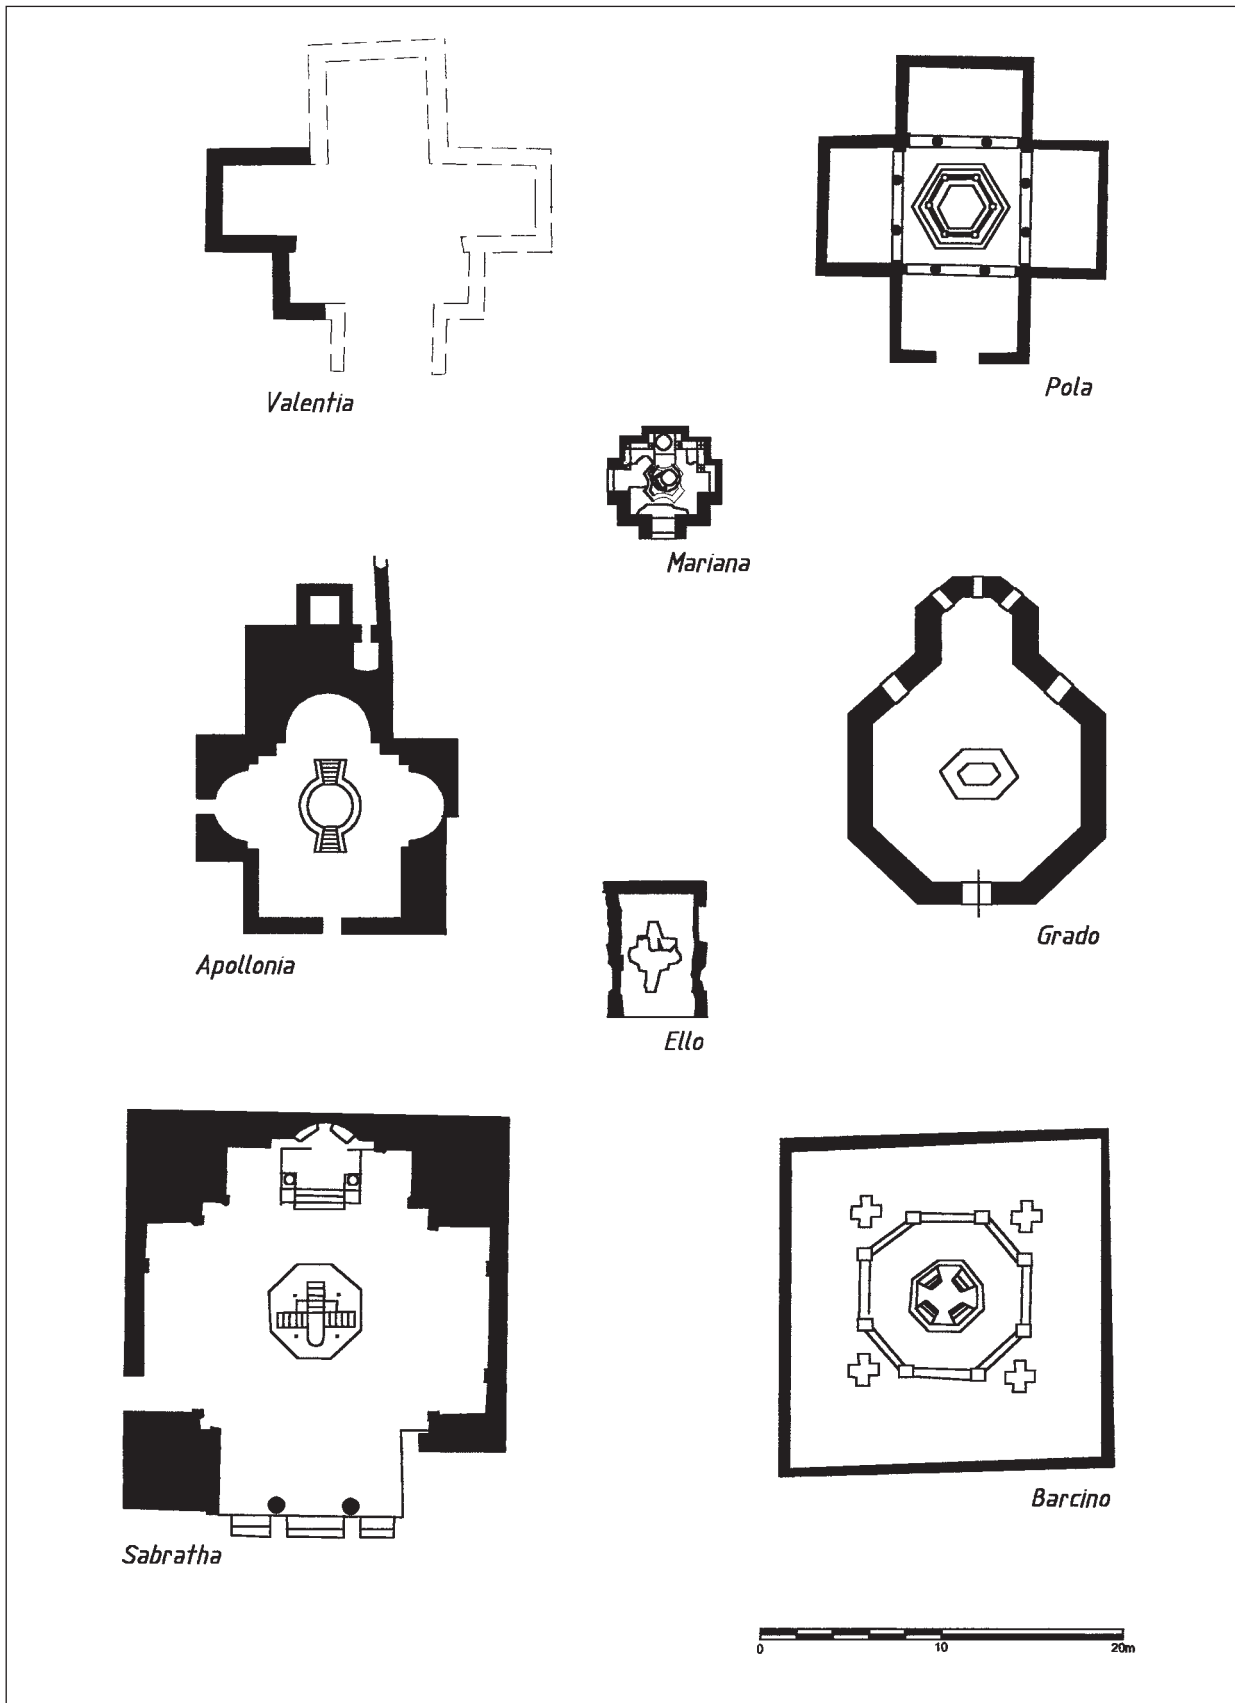 Valentia
Pola
Mariana
Apollonia
Grado
Ello
Sabratha
Barcino
0 10 20m